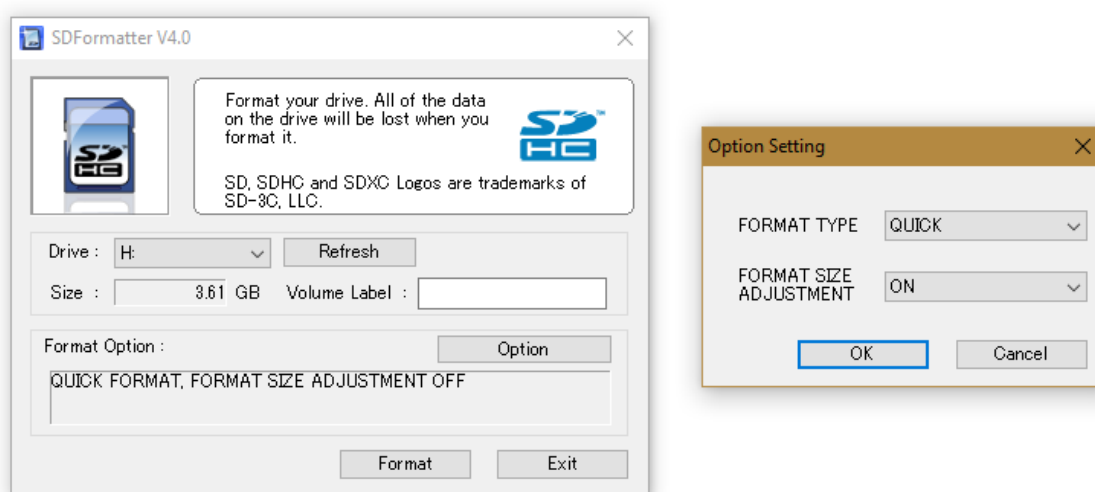 SDFormatter V4.0
SD
HC
Format your drive. All of the data
on the drive will be lost when you
format it.
SD™
HC
SD, SDHC and SDXC Logos are trademarks of
SD-3C, LLC.
Drive : H: Refresh
Size : 3.61 GB Volume Label :
Format Option :
Option
QUICK FORMAT, FORMAT SIZE ADJUSTMENT OFF
Format Exit
Option Setting
FORMAT TYPE QUICK
FORMAT SIZE
ADJUSTMENT ON
OK Cancel